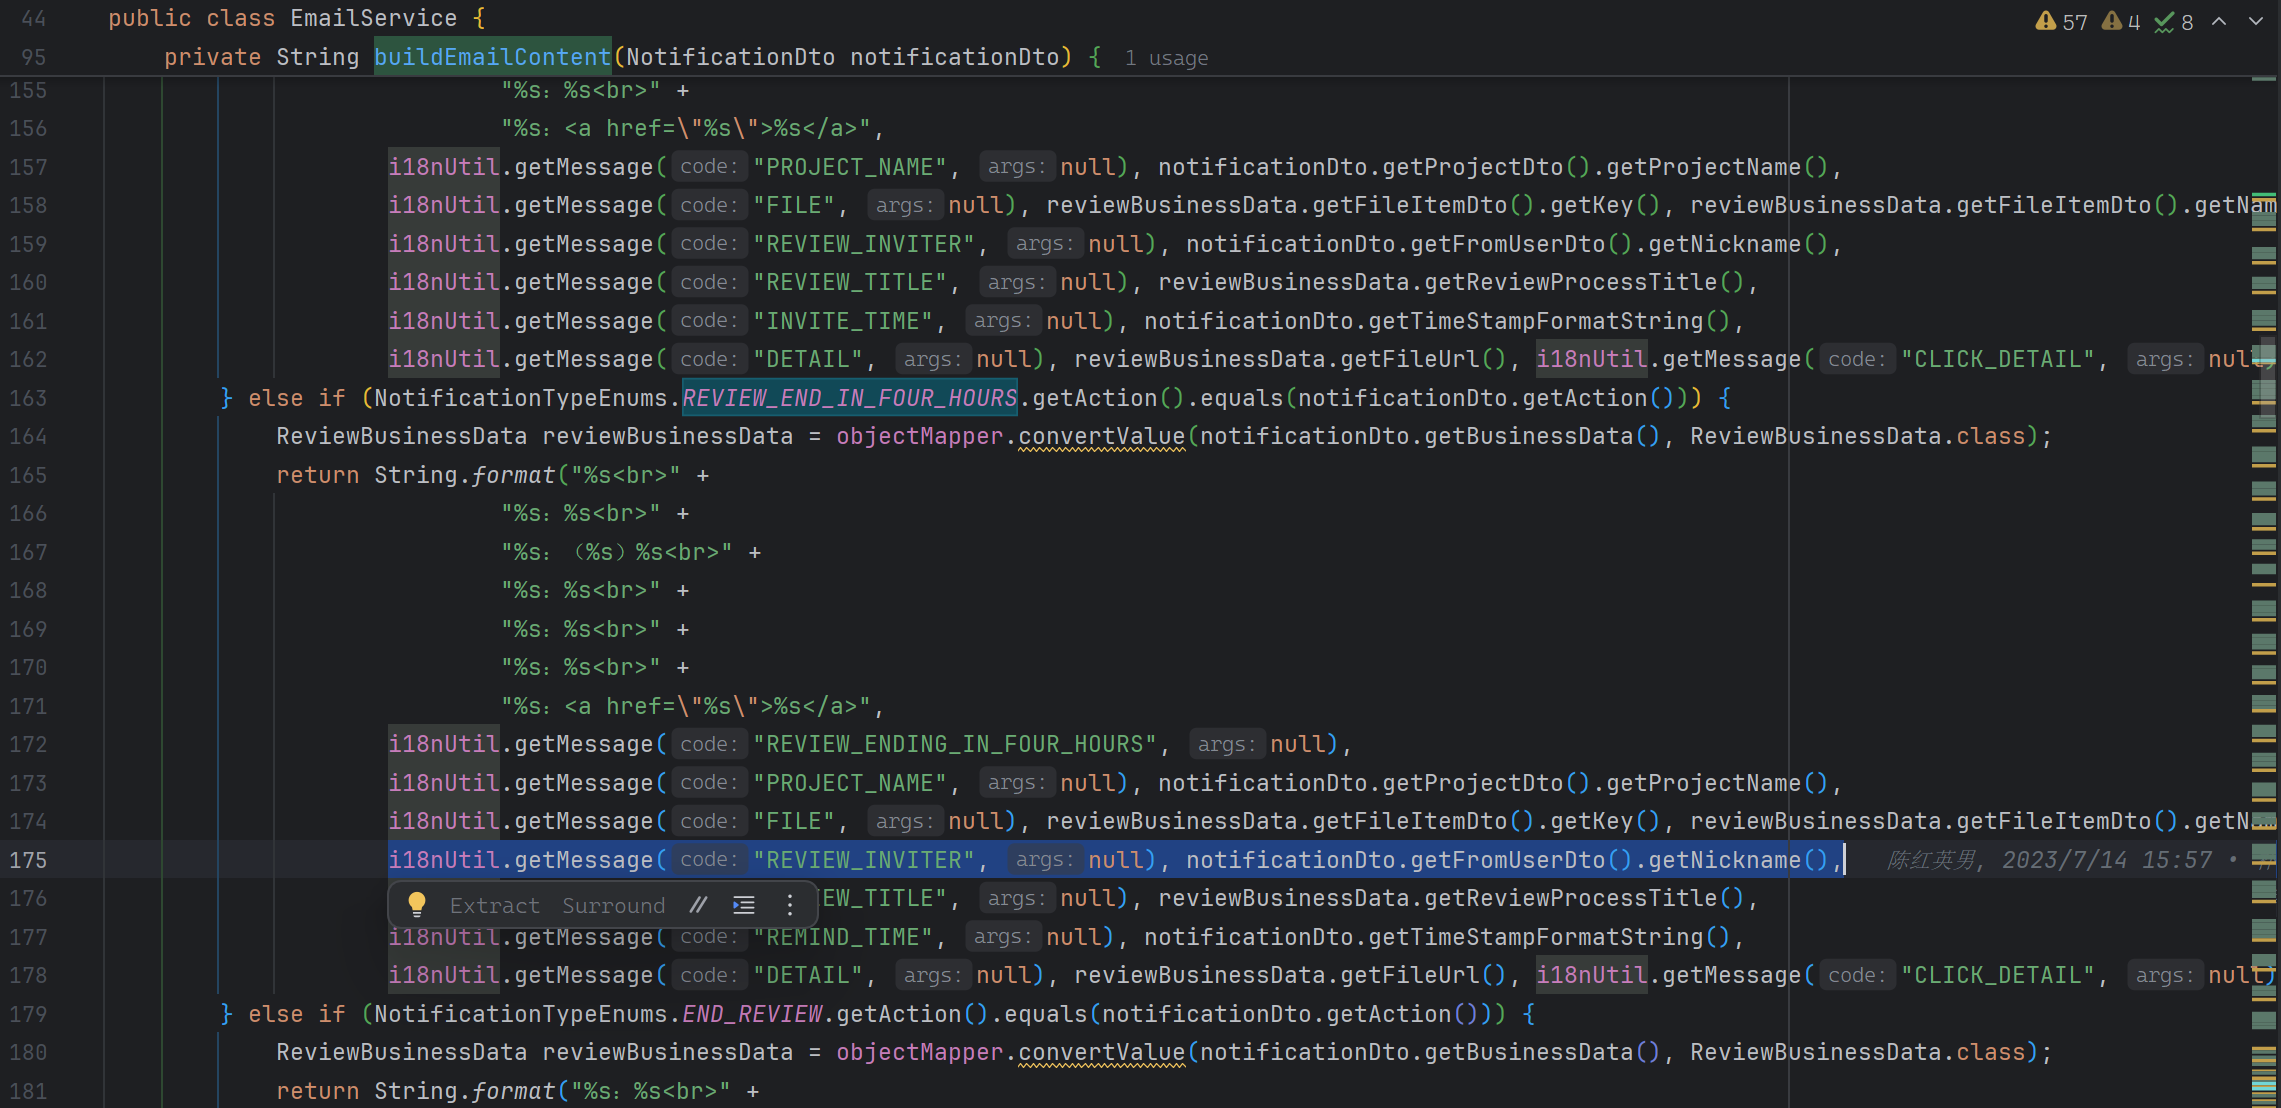 44 public class EmailService {
57 4 8
95 private String buildEmailContent(NotificationDto notificationDto) { 1 usage
155 "%s：%s<br>" +
156 "%s：<a href=\"%s\">%s</a>",
157 i18nUtil.getMessage( code: "PROJECT_NAME", args: null), notificationDto.getProjectDto().getProjectName(),
158 i18nUtil.getMessage( code: "FILE", args: null), reviewBusinessData.getFileItemDto().getKey(), reviewBusinessData.getFileItemDto().getNam
159 i18nUtil.getMessage( code: "REVIEW_INVITER", args: null), notificationDto.getFromUserDto().getNickname(),
160 i18nUtil.getMessage( code: "REVIEW_TITLE", args: null), reviewBusinessData.getReviewProcessTitle(),
161 i18nUtil.getMessage( code: "INVITE_TIME", args: null), notificationDto.getTimeStampFormatString(),
162 i18nUtil.getMessage( code: "DETAIL", args: null), reviewBusinessData.getFileUrl(), i18nUtil.getMessage( code: "CLICK_DETAIL", args: null)
163 } else if (NotificationTypeEnums.REVIEW_END_IN_FOUR_HOURS.getAction().equals(notificationDto.getAction())) {
164 ReviewBusinessData reviewBusinessData = objectMapper.convertValue(notificationDto.getBusinessData(), ReviewBusinessData.class);
165 return String.format("%s<br>" +
166 "%s：%s<br>" +
167 "%s：（%s）%s<br>" +
168 "%s：%s<br>" +
169 "%s：%s<br>" +
170 "%s：%s<br>" +
171 "%s：<a href=\"%s\">%s</a>",
172 i18nUtil.getMessage( code: "REVIEW_ENDING_IN_FOUR_HOURS", args: null),
173 i18nUtil.getMessage( code: "PROJECT_NAME", args: null), notificationDto.getProjectDto().getProjectName(),
174 i18nUtil.getMessage( code: "FILE", args: null), reviewBusinessData.getFileItemDto().getKey(), reviewBusinessData.getFileItemDto().getNam
175 i18nUtil.getMessage( code: "REVIEW_INVITER", args: null), notificationDto.getFromUserDto().getNickname(), 陈红英男, 2023/7/14 15:57 •
176 EW_TITLE", args: null), reviewBusinessData.getReviewProcessTitle(),
Extract Surround
177 i18nUtil.getMessage( code: "REMIND_TIME", args: null), notificationDto.getTimeStampFormatString(),
178 i18nUtil.getMessage( code: "DETAIL", args: null), reviewBusinessData.getFileUrl(), i18nUtil.getMessage( code: "CLICK_DETAIL", args: null)
179 } else if (NotificationTypeEnums.END_REVIEW.getAction().equals(notificationDto.getAction())) {
180 ReviewBusinessData reviewBusinessData = objectMapper.convertValue(notificationDto.getBusinessData(), ReviewBusinessData.class);
181 return String.format("%s：%s<br>" +